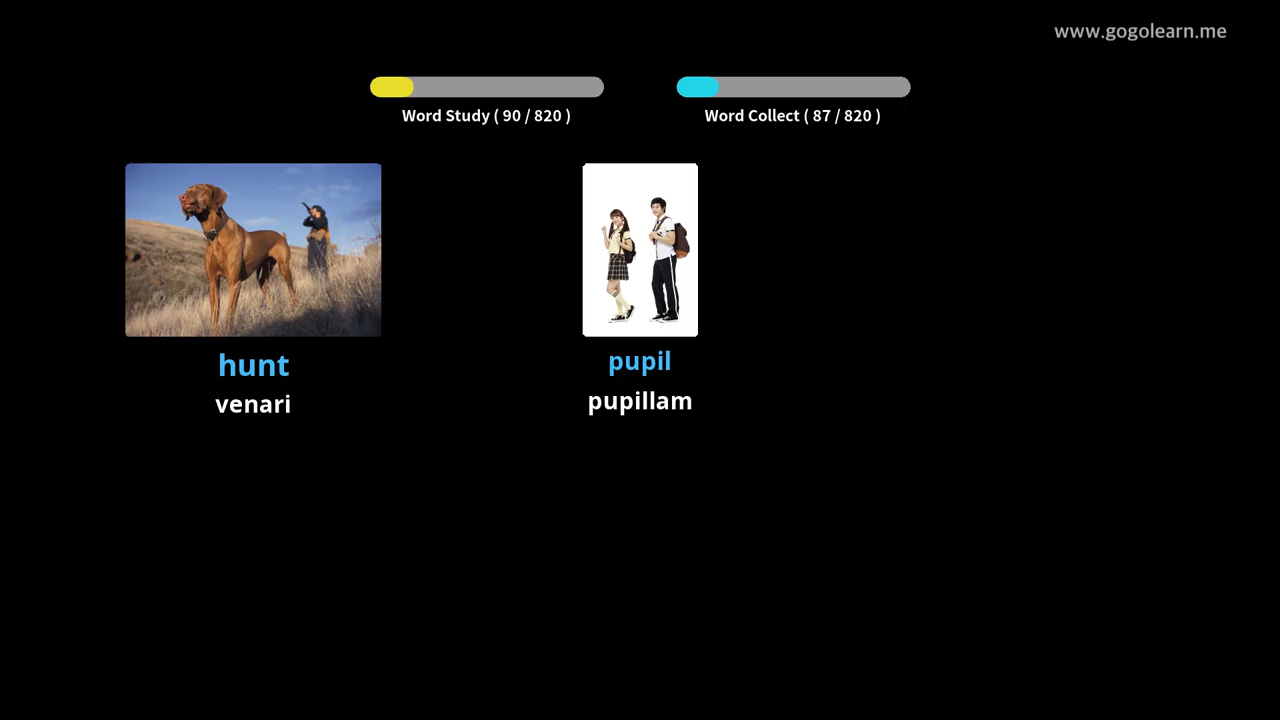 www.gogolearn.me
Word Study ( 90 / 820 )
Word Collect ( 87 / 820 )
hunt
venari
pupil
pupillam